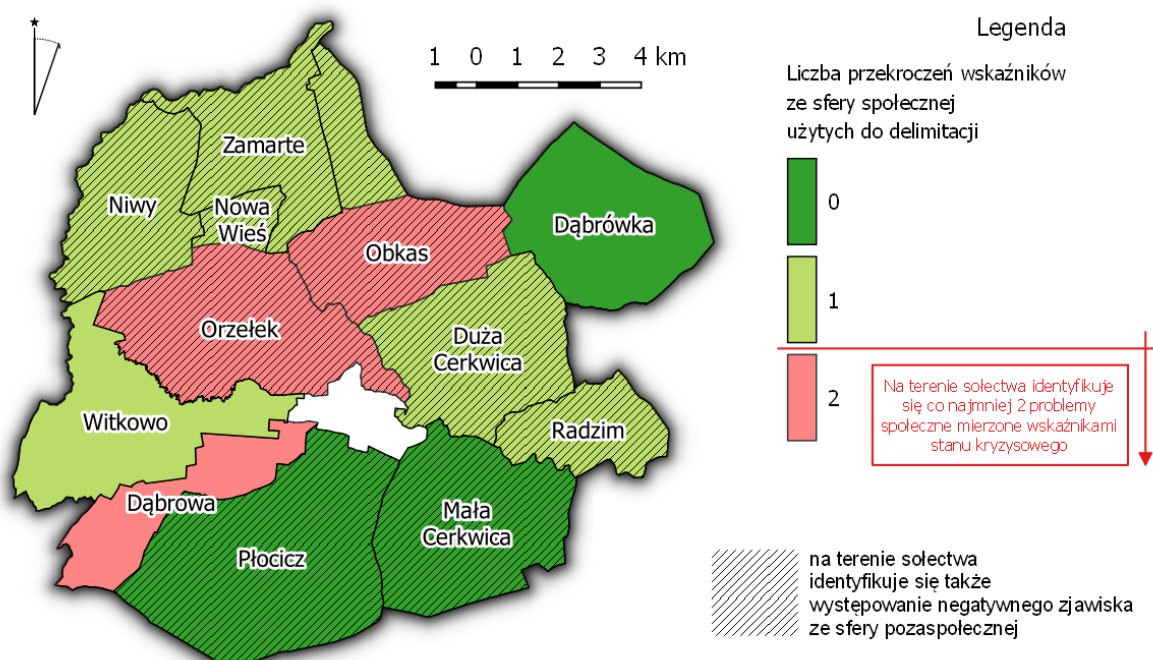 1 0 1 2 3 4 km
Zamarte
Niwy
Nowa
Wieś
Obkas
Dąbrówka
Orzełek
Duża
Cerkwica
Witkowo
Radzim
Dąbrowa
Mała
Cerkwica
Płocicz
Legenda
Liczba przekroczeń wskaźników
ze sfery społecznej
użytych do delimitacji
0
1
2
Na terenie sołectwa identyfikuje
się co najmniej 2 problemy
społeczne mierzone wskaźnikami
stanu kryzysowego
na terenie sołectwa
identyfikuje się także
występowanie negatywnego zjawiska
ze sfery pozaspołecznej